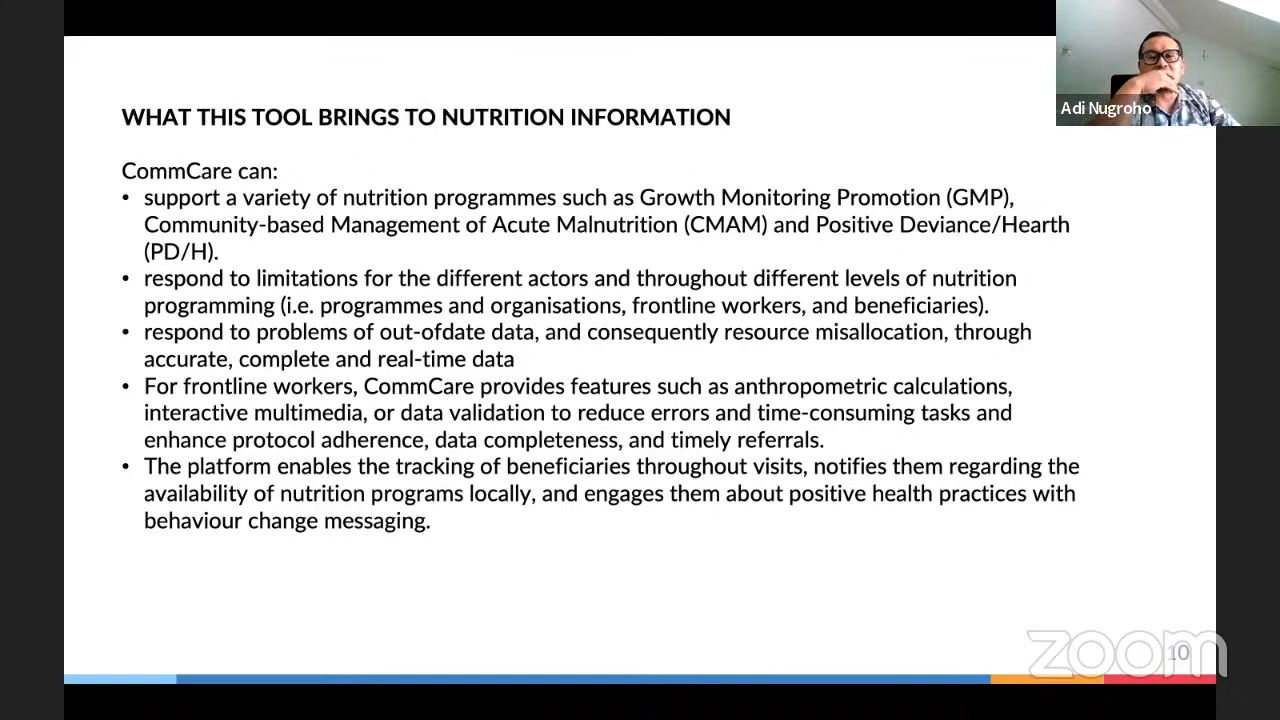 WHAT THIS TOOL BRINGS TO NUTRITION INFORMATION
CommCare can:
• support a variety of nutrition programmes such as Growth Monitoring Promotion (GMP),
Community-based Management of Acute Malnutrition (CMAM) and Positive Deviance/Hearth
(PD/H).
• respond to limitations for the different actors and throughout different levels of nutrition
programming (i.e. programmes and organisations, frontline workers, and beneficiaries).
• respond to problems of out-ofdate data, and consequently resource misallocation, through
accurate, complete and real-time data
• For frontline workers, CommCare provides features such as anthropometric calculations,
interactive multimedia, or data validation to reduce errors and time-consuming tasks and
enhance protocol adherence, data completeness, and timely referrals.
• The platform enables the tracking of beneficiaries throughout visits, notifies them regarding the
availability of nutrition programs locally, and engages them about positive health practices with
behaviour change messaging.
Adi Nugroho
zoom
10